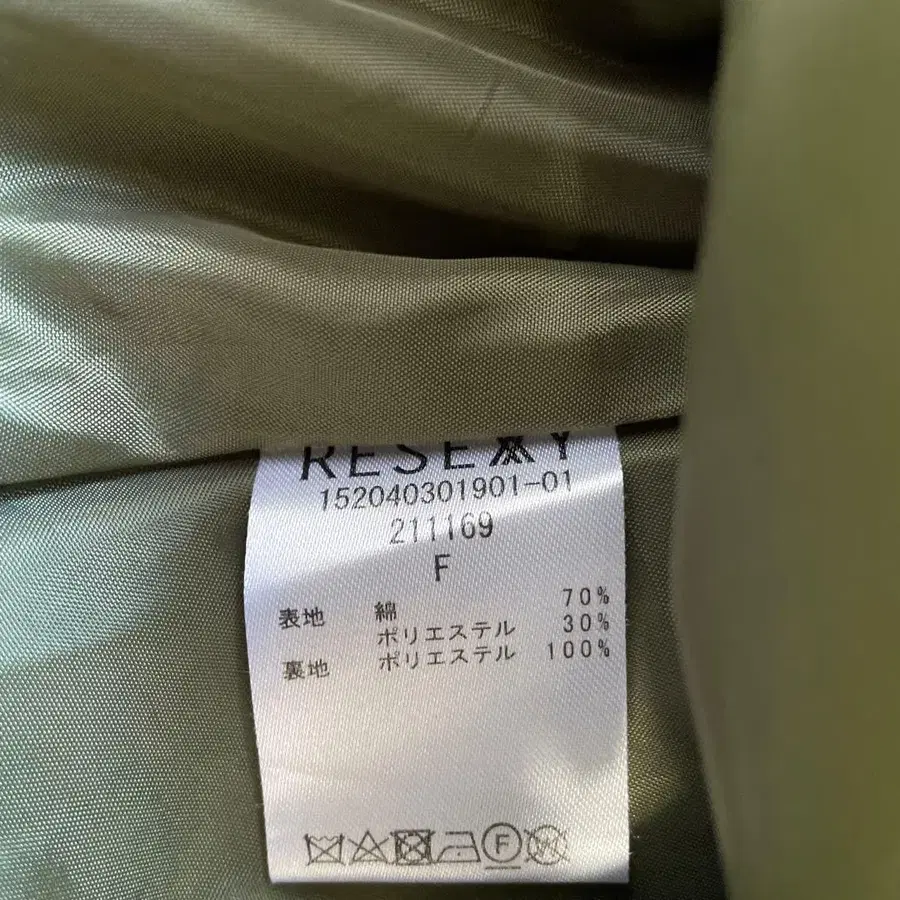 RESEXXY
152040301901-01
211169
F
表地 綿 70%
ポリエステル 30%
裏地 ポリエステル 100%
F